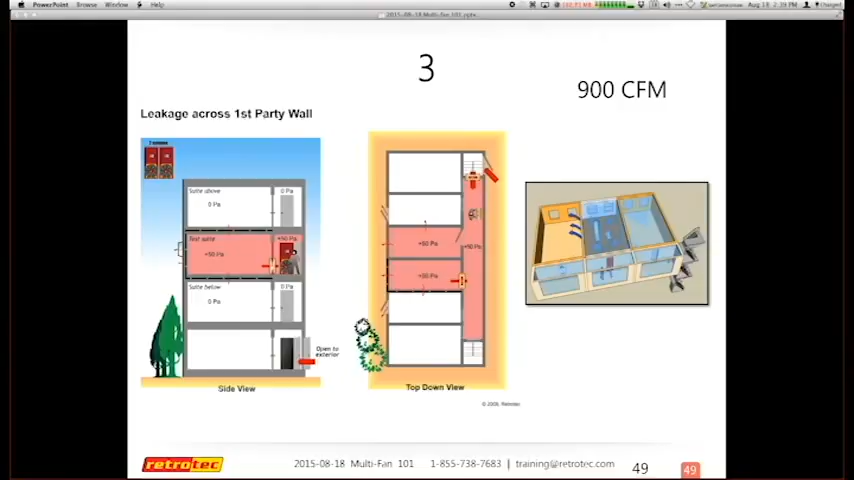 PowerPoint Browse Window Help
Aug 18 2:39 PM
2015-08-18 Multi-Fan 101.pptx
3
900 CFM
Leakage across 1st Party Wall
Suite above
0 Pa
0 Pa
Test suite
+50 Pa
+50 Pa
Suite below
0 Pa
0 Pa
Open to
exterior
Side View
+50 Pa
+50 Pa
+50 Pa
Top Down View
© 2008, Retrotec
retrotec
2015-08-18 Multi-Fan 101 1-855-738-7683 | training@retrotec.com 49
49